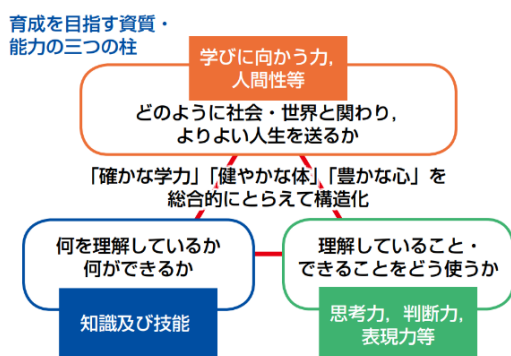 育成を目指す資質・
能力の三つの柱
学びに向かう力,
人間性等
どのように社会・世界と関わり,
よりよい人生を送るか
「確かな学力」「健やかな体」「豊かな心」を
総合的にとらえて構造化
何を理解しているか
何ができるか
知識及び技能
理解していること・
できることをどう使うか
思考力, 判断力,
表現力等